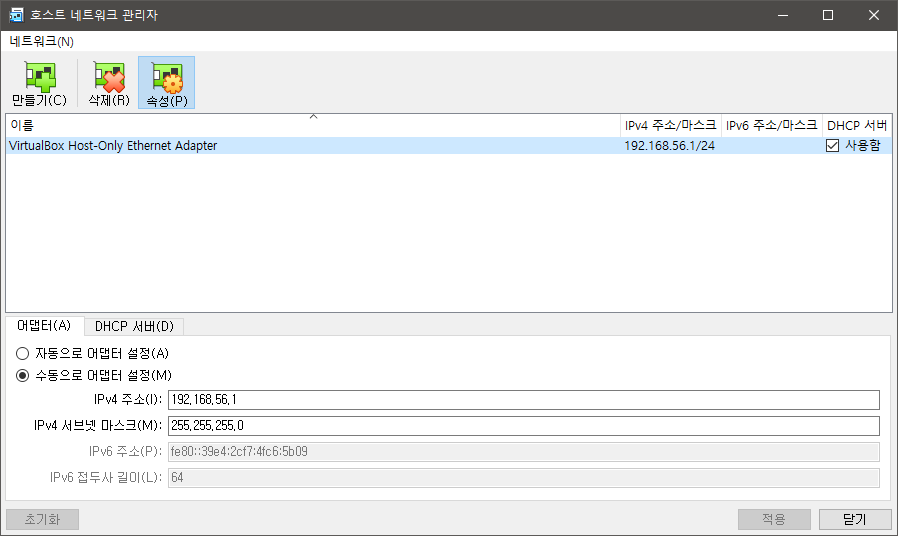 호스트 네트워크 관리자
네트워크(N)
만들기(C) 삭제(R) 속성(P)
이름 IPv4 주소/마스크 IPv6 주소/마스크 DHCP 서버
VirtualBox Host-Only Ethernet Adapter 192.168.56.1/24 사용함
어댑터(A) DHCP 서버(D)
자동으로 어댑터 설정(A)
수동으로 어댑터 설정(M)
IPv4 주소(I): 192.168.56.1
IPv4 서브넷 마스크(M): 255.255.255.0
IPv6 주소(P): fe80::39e4:2cf7:4fc6:5b09
IPv6 접두사 길이(L): 64
초기화 적용 닫기